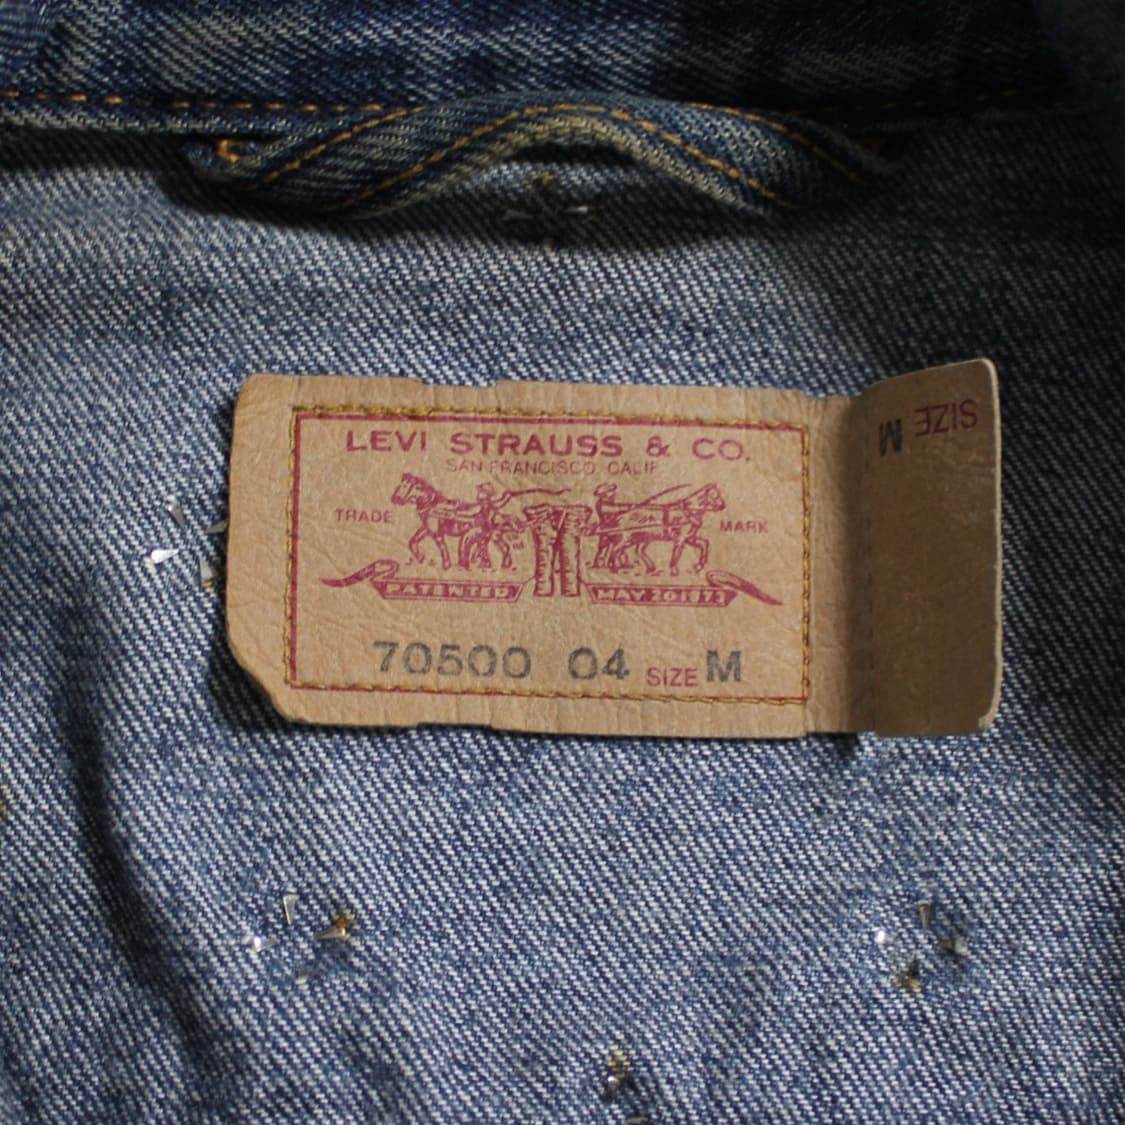 LEVI STRAUSS & CO.
SAN FRANCISCO, CALIF.
TRADE MARK
PATENTED MAY 20 1873
70500 04 SIZE M
SIZE M